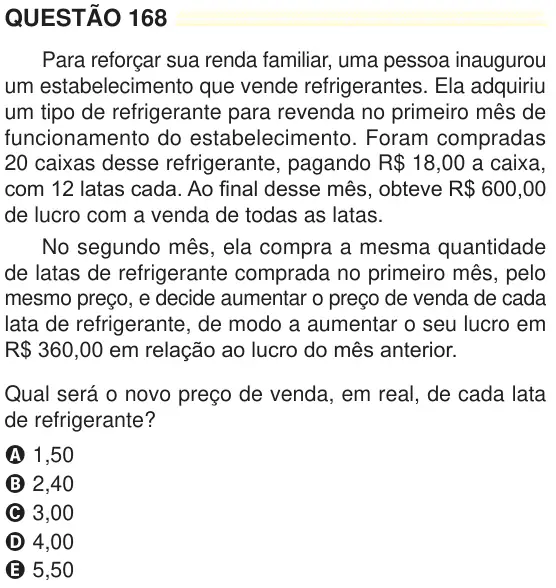 QUESTÃO 168
Para reforçar sua renda familiar, uma pessoa inaugurou
um estabelecimento que vende refrigerantes. Ela adquiriu
um tipo de refrigerante para revenda no primeiro mês de
funcionamento do estabelecimento. Foram compradas
20 caixas desse refrigerante, pagando R$ 18,00 a caixa,
com 12 latas cada. Ao final desse mês, obteve R$ 600,00
de lucro com a venda de todas as latas.
No segundo mês, ela compra a mesma quantidade
de latas de refrigerante comprada no primeiro mês, pelo
mesmo preço, e decide aumentar o preço de venda de cada
lata de refrigerante, de modo a aumentar o seu lucro em
R$ 360,00 em relação ao lucro do mês anterior.
Qual será o novo preço de venda, em real, de cada lata
de refrigerante?
A 1,50
B 2,40
C 3,00
D 4,00
E 5,50